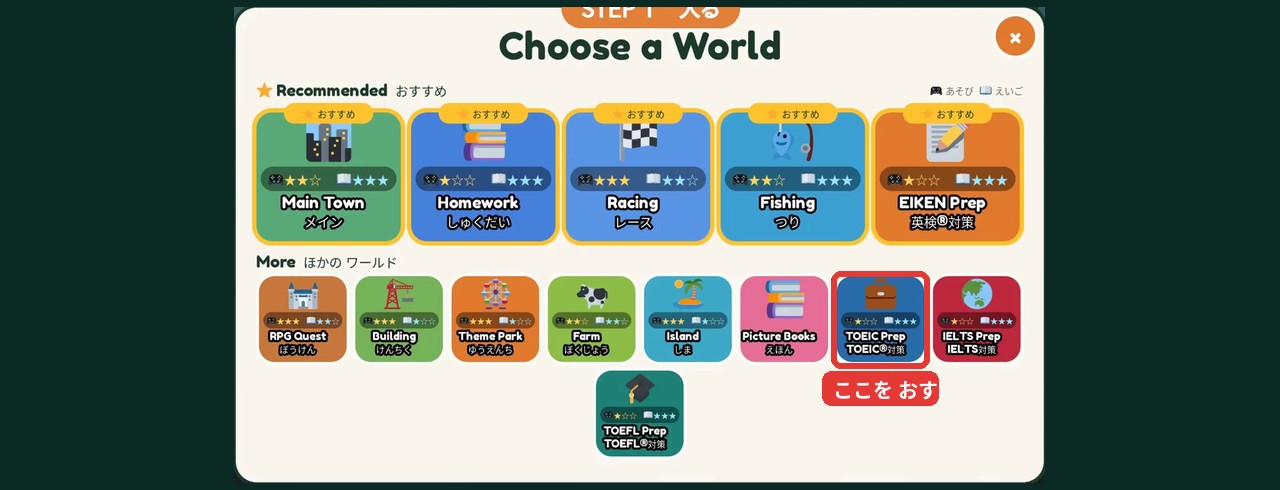 STEP 1 入る
Choose a World
Recommended おすすめ
あそび えいご
おすすめ
おすすめ
おすすめ
おすすめ
おすすめ
★★☆ ★★★
★☆☆ ★★★
★★★ ★★☆
★★☆ ★★★
★☆☆ ★★★
Main Town
メイン
Homework
しゅくだい
Racing
レース
Fishing
つり
EIKEN Prep
英検®対策
More ほかの ワールド
RPG Quest
ぼうけん
Building
けんちく
Theme Park
ゆうえんち
Farm
ぼくじょう
Island
しま
Picture Books
えほん
TOEIC Prep
TOEIC®対策
IELTS Prep
IELTS対策
ここを おす
TOEFL Prep
TOEFL®対策